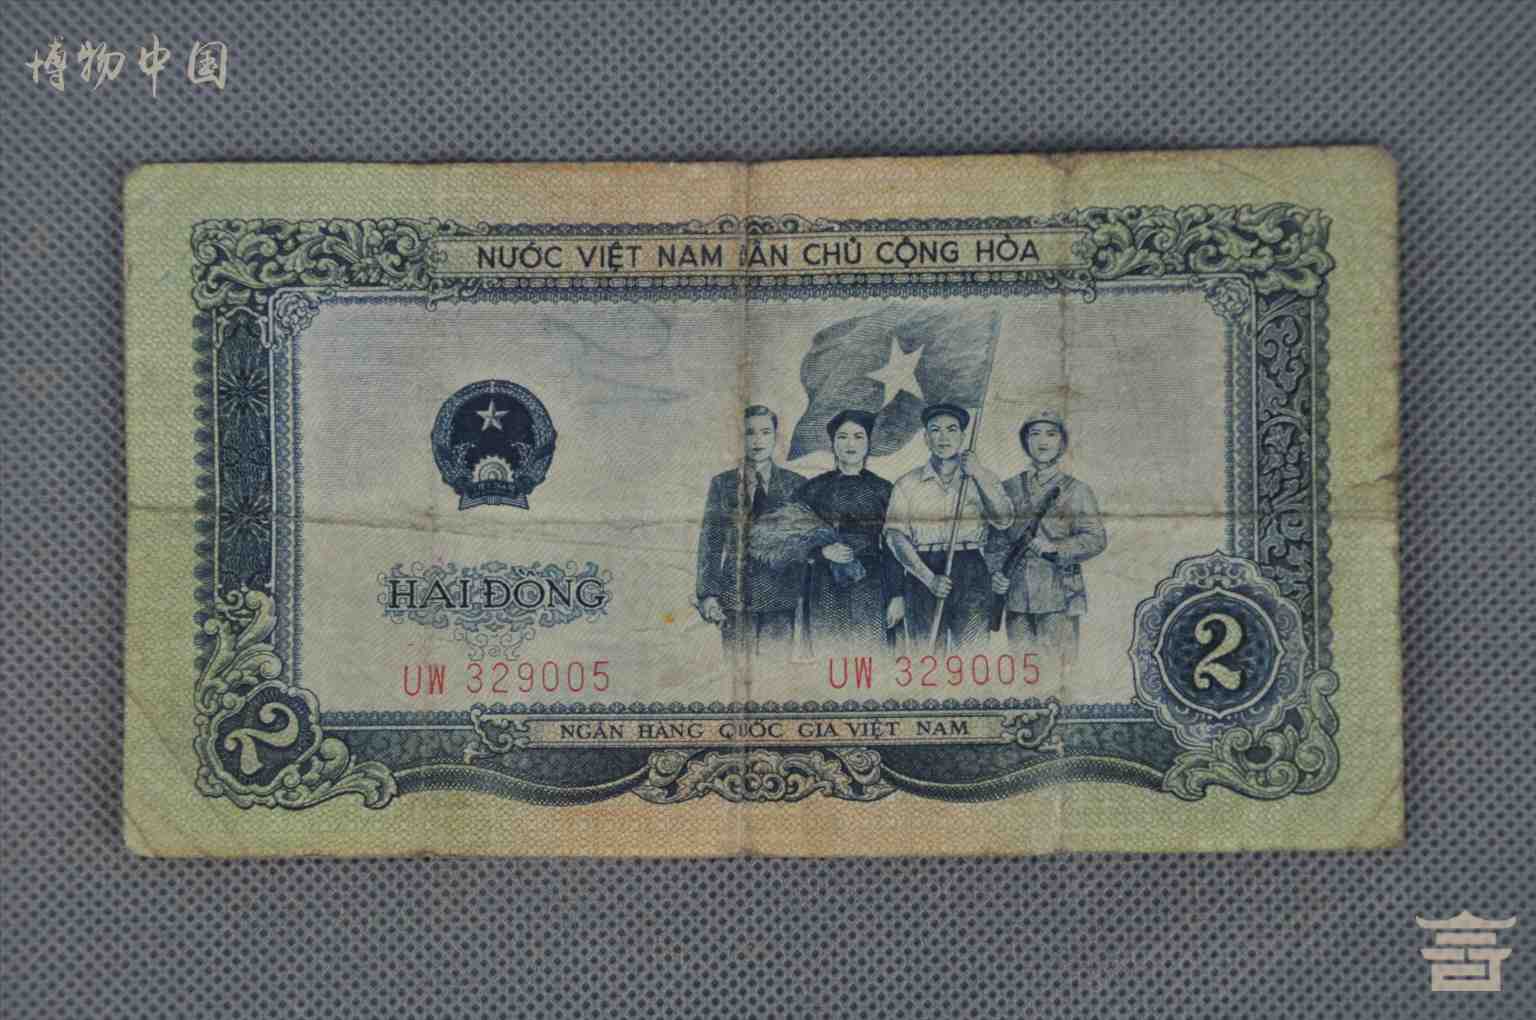 博物中国
NƯỚC VIỆT NAM DÂN CHỦ CỘNG HÒA
HAI ĐỒNG
UW 329005 UW 329005
2
2
NGÂN HÀNG QUỐC GIA VIỆT NAM